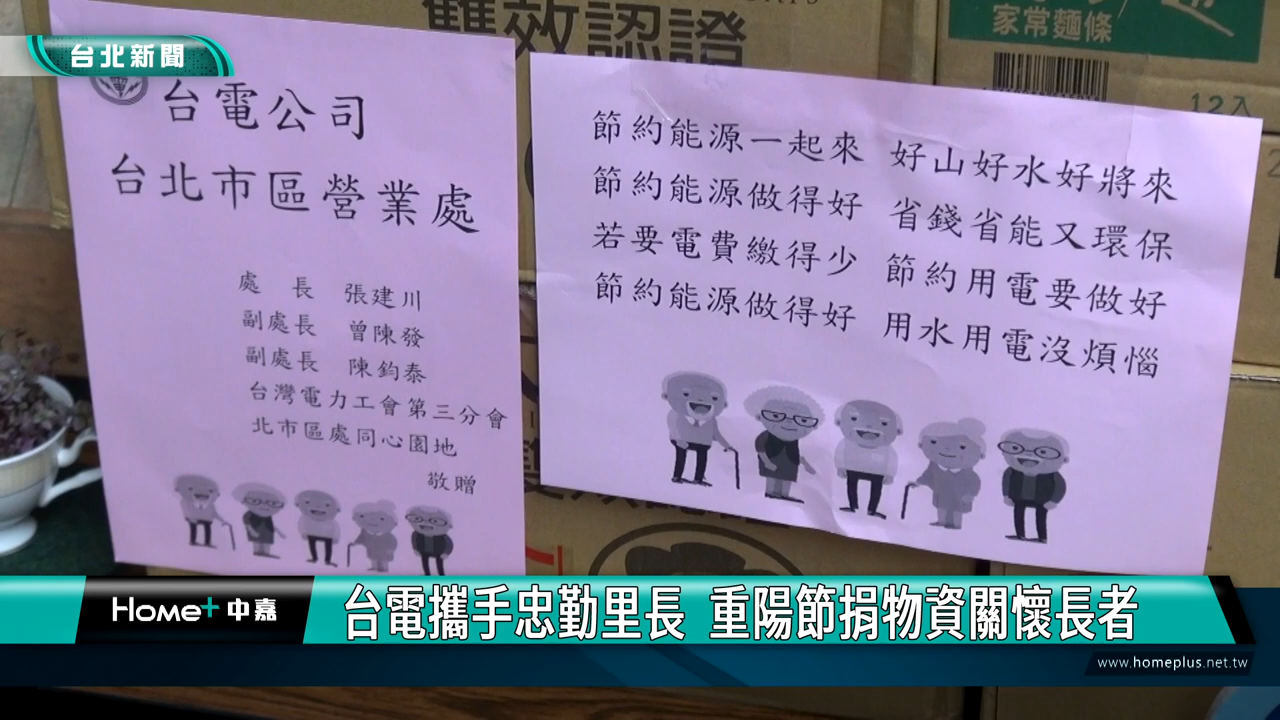 台北新聞
雙效認證
家常麵條
12入
台電公司
台北市區營業處
處 長 張建川
副處長 曾陳發
副處長 陳鈞泰
台灣電力工會第三分會
北市區處同心園地
敬贈
節約能源一起來 好山好水好將來
節約能源做得好 省錢省能又環保
若要電費繳得少 節約用電要做好
節約能源做得好 用水用電沒煩惱
Home+中嘉
台電攜手忠勤里長 重陽節捐物資關懷長者
www.homeplus.net.tw